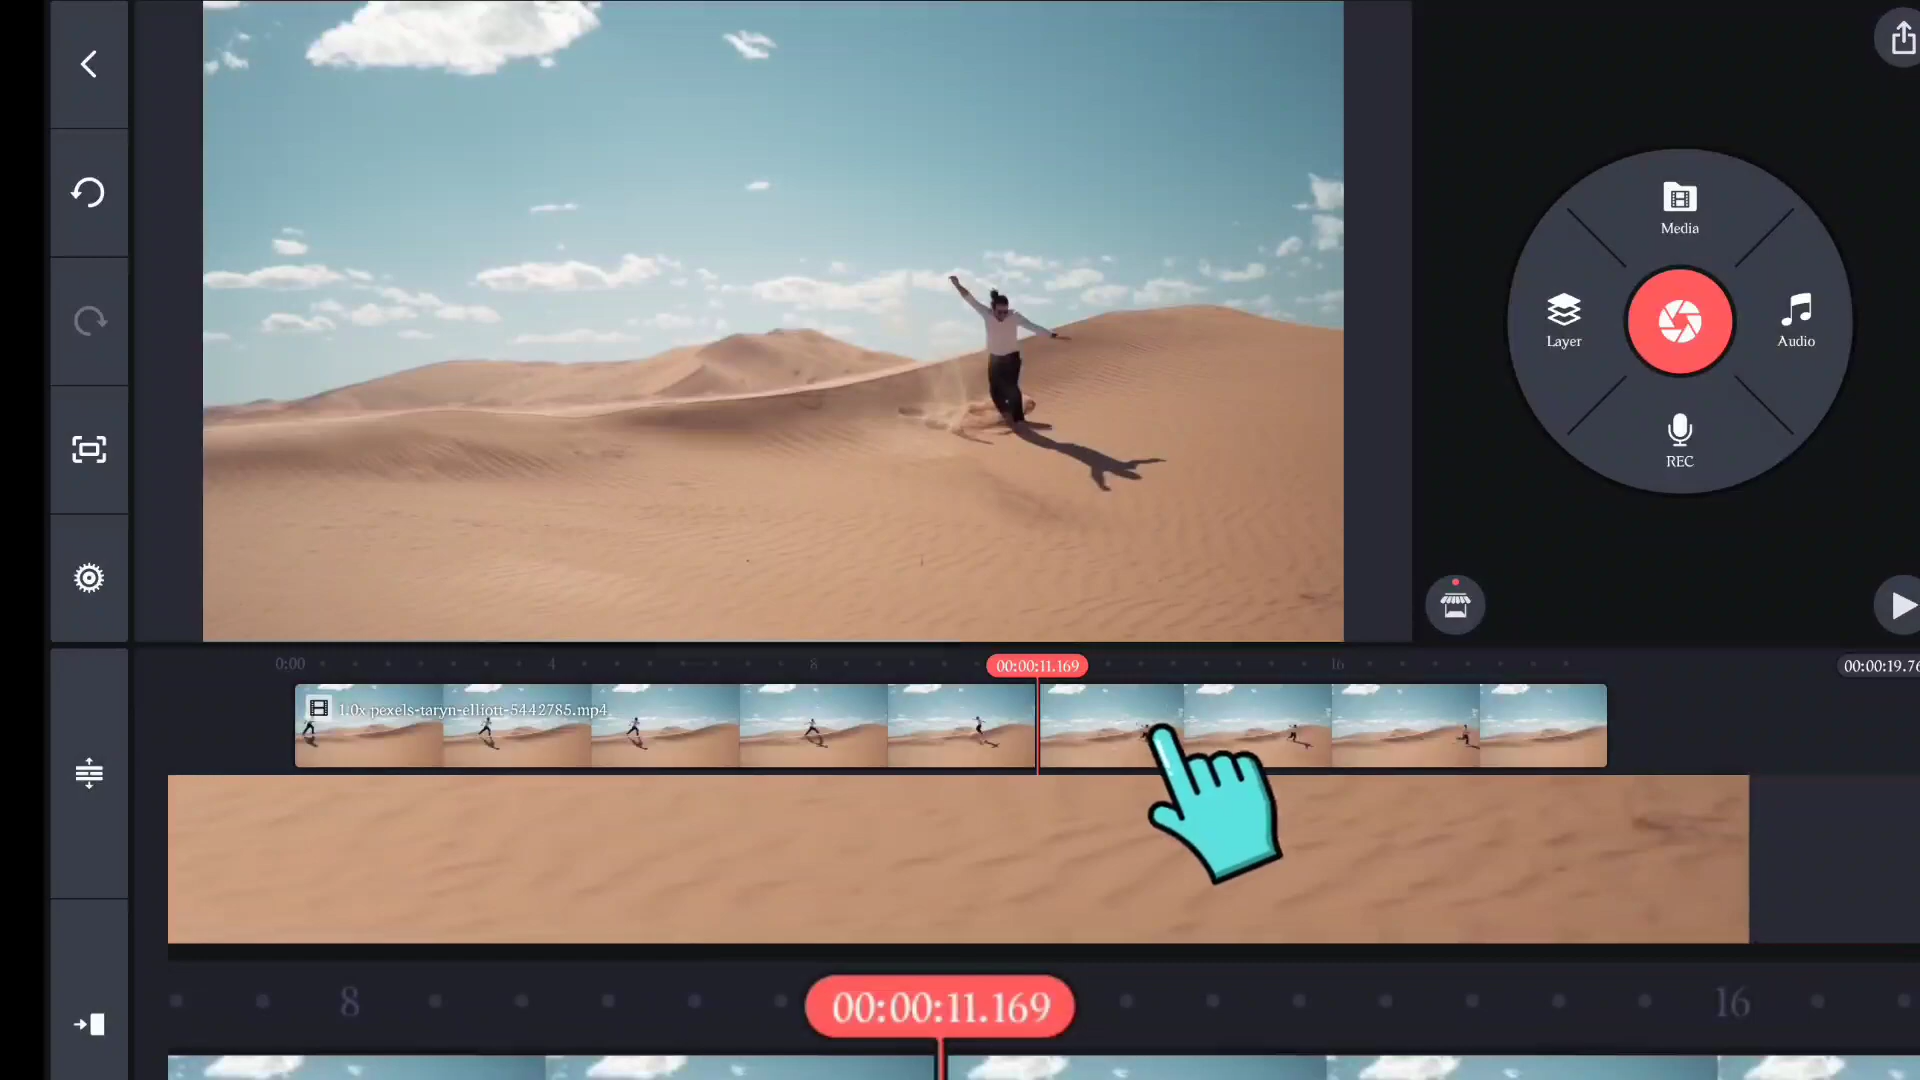 Media
Layer
Audio
REC
0:00
4
8
00:00:11.169
16
00:00:19.76
1.0x pexels-taryn-elliott-5442785.mp4
8
00:00:11.169
16